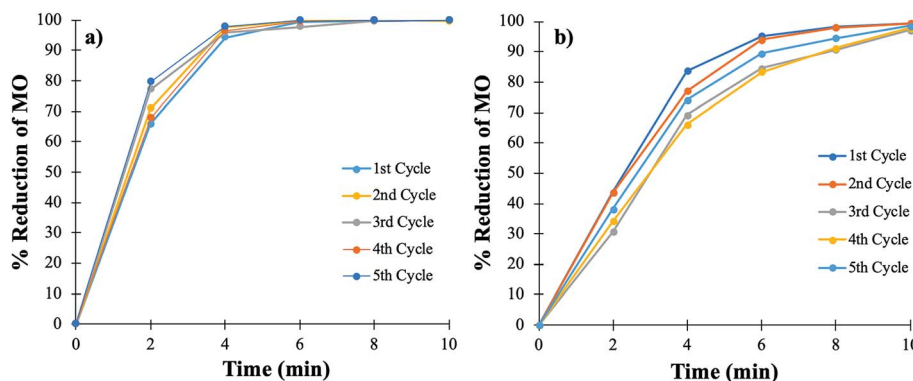 a)
% Reduction of MO
100
90
80
70
60
50
40
30
20
10
0
0 2 4 6 8 10
Time (min)
1st Cycle
2nd Cycle
3rd Cycle
4th Cycle
5th Cycle
b)
% Reduction of MO
100
90
80
70
60
50
40
30
20
10
0
0 2 4 6 8 10
Time (min)
1st Cycle
2nd Cycle
3rd Cycle
4th Cycle
5th Cycle